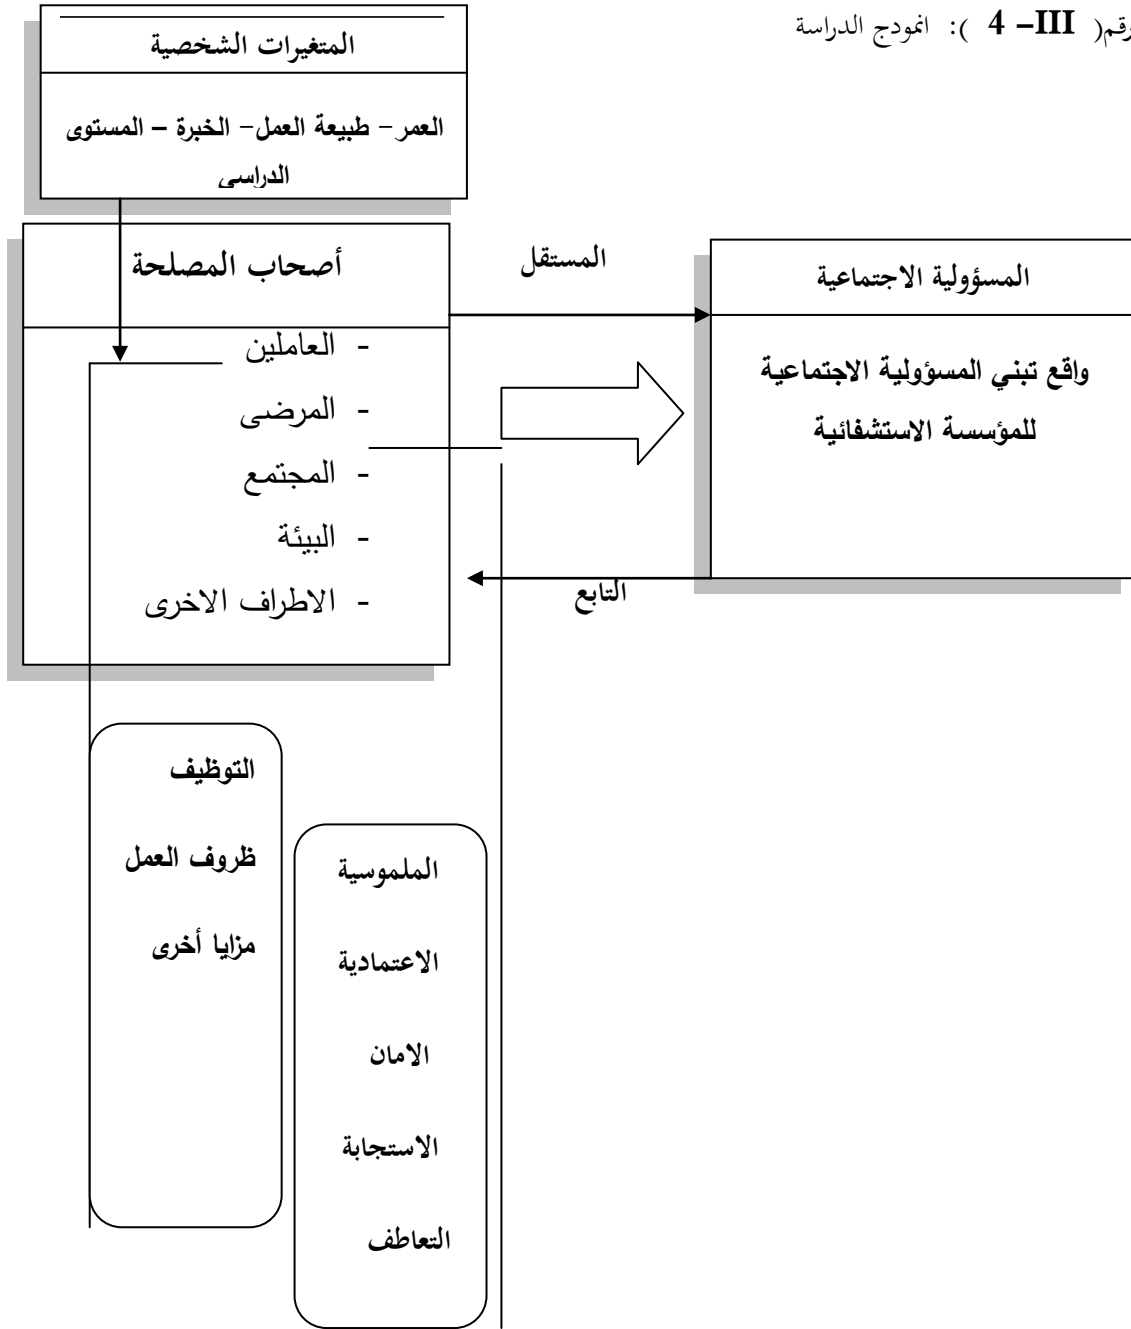 رقم( III– 4 ): انمودج الدراسة
المتغيرات الشخصية
العمر- طبيعة العمل- الخبرة – المستوى
الدراسي
أصحاب المصلحة
- العاملين
- المرضى
- المجتمع
- البيئة
- الاطراف الاخرى
المستقل
التابع
المسؤولية الاجتماعية
واقع تبني المسؤولية الاجتماعية
للمؤسسة الاستشفائية
التوظيف
ظروف العمل
مزايا أخرى
الملموسية
الاعتمادية
الامان
الاستجابة
التعاطف